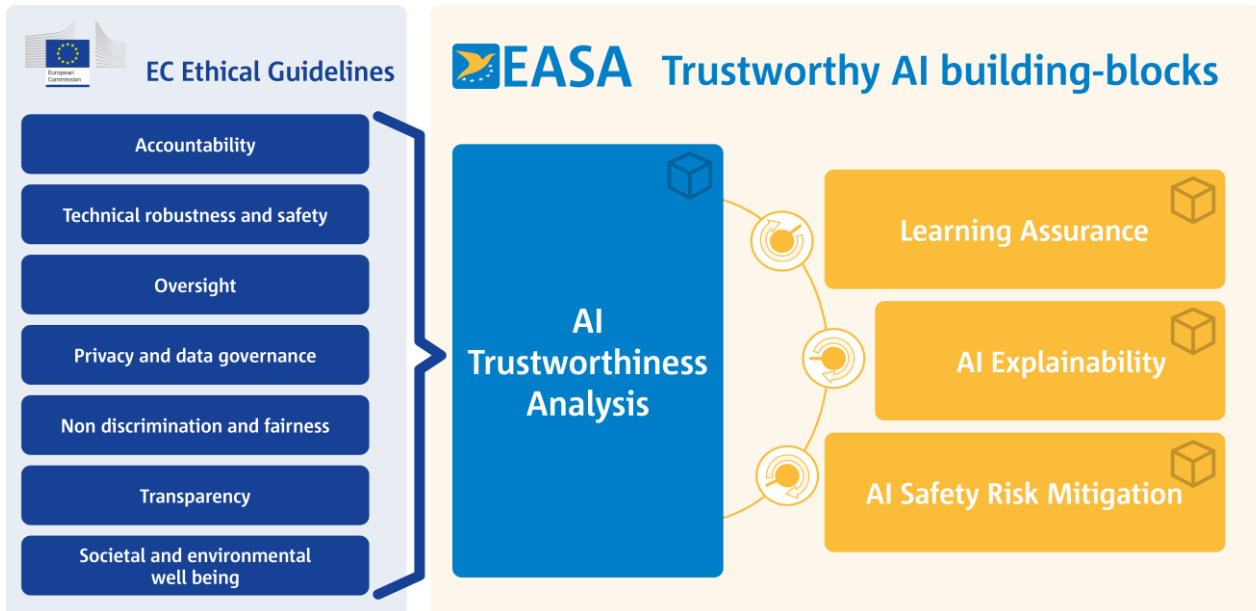 European
Commission
EC Ethical Guidelines
Accountability
Technical robustness and safety
Oversight
Privacy and data governance
Non discrimination and fairness
Transparency
Societal and environmental
well being
EASA Trustworthy AI building-blocks
AI
Trustworthiness
Analysis
Learning Assurance
AI Explainability
AI Safety Risk Mitigation